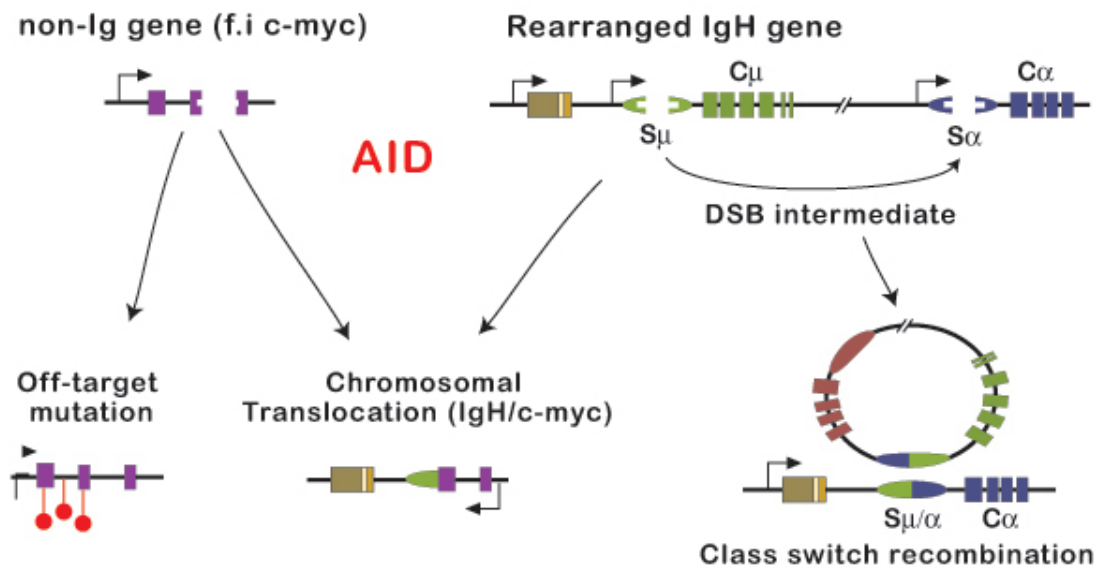 non-Ig gene (f.i c-myc)
Rearranged IgH gene
Cμ
Cα
AID
Sμ
Sα
DSB intermediate
Off-target
mutation
Chromosomal
Translocation (IgH/c-myc)
Sμ/α
Cα
Class switch recombination